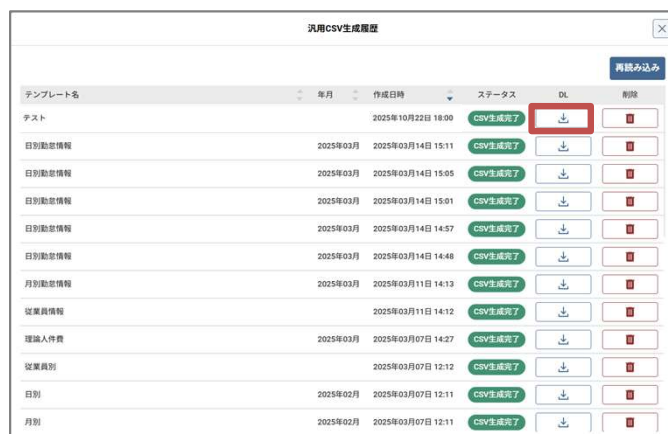 汎用CSV生成履歴
再読み込み
テンプレート名 年月 作成日時 ステータス DL 削除
テスト 2025年10月22日 18:00 CSV生成完了
日別勤怠情報 2025年03月 2025年03月14日 15:11 CSV生成完了
日別勤怠情報 2025年03月 2025年03月14日 15:05 CSV生成完了
日別勤怠情報 2025年03月 2025年03月14日 15:01 CSV生成完了
日別勤怠情報 2025年03月 2025年03月14日 14:57 CSV生成完了
日別勤怠情報 2025年03月 2025年03月14日 14:48 CSV生成完了
月別勤怠情報 2025年03月 2025年03月11日 14:13 CSV生成完了
従業員情報 2025年03月11日 14:12 CSV生成完了
理論人件費 2025年03月 2025年03月07日 14:27 CSV生成完了
従業員別 2025年03月07日 12:12 CSV生成完了
日別 2025年02月 2025年03月07日 12:11 CSV生成完了
月別 2025年02月 2025年03月07日 12:11 CSV生成完了